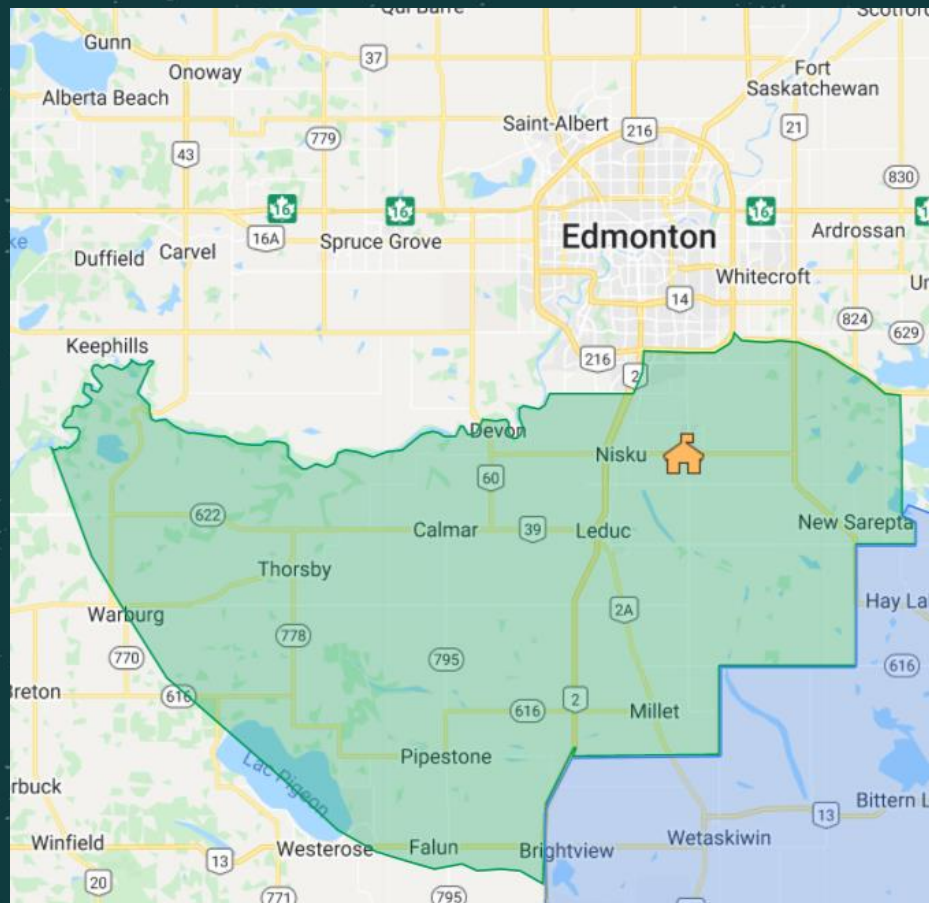 Gunn
37
Scotford
Onoway
Fort
Saskatchewan
Alberta Beach
Saint-Albert
216
21
779
43
830
16
16
16
16A
Spruce Grove
Edmonton
Ardrossan
Duffield
Carvel
Whitecroft
14
824
629
Keephills
216
2
Devon
Nisku
60
622
Calmar
39
Leduc
New Sarepta
Thorsby
2A
Hay La
Warburg
778
770
795
616
616
616
2
Millet
Pipestone
Lac Pigeon
Bittern L
13
Winfield
13
Westerose
Falun
Brightview
Wetaskiwin
20
771
795